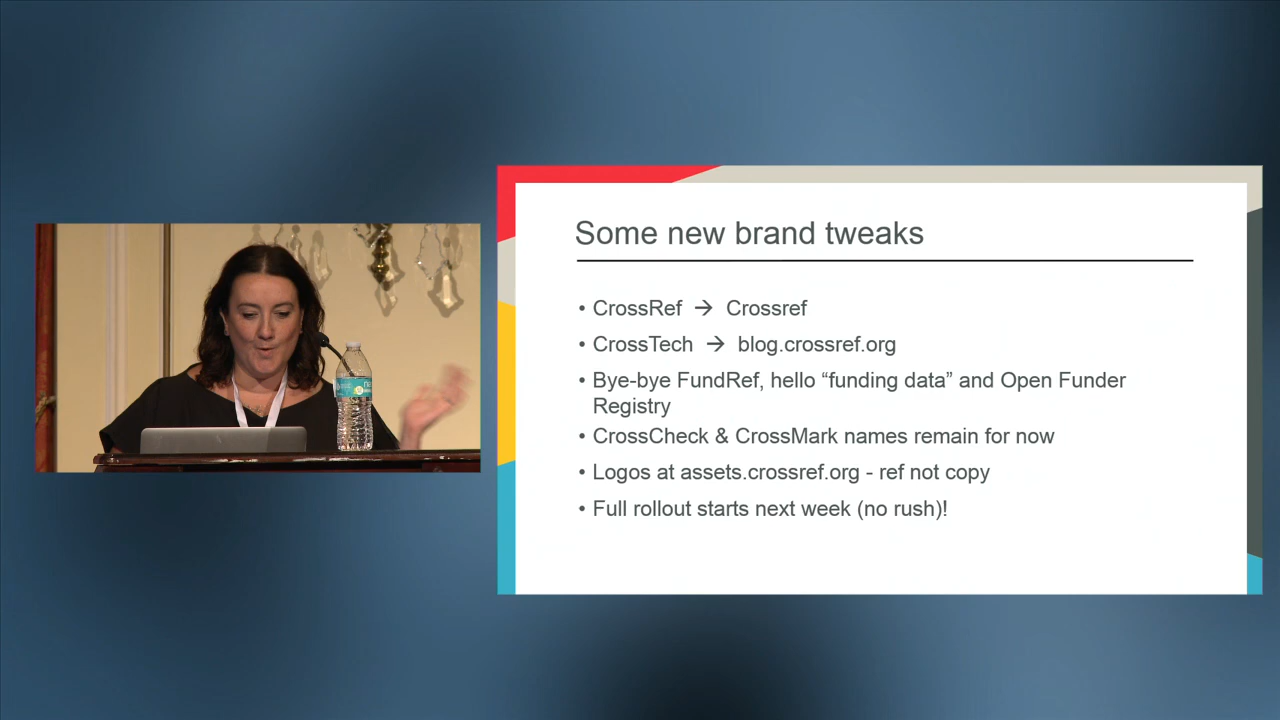 Some new brand tweaks
• CrossRef → Crossref
• CrossTech → blog.crossref.org
• Bye-bye FundRef, hello “funding data” and Open Funder
Registry
• CrossCheck & CrossMark names remain for now
• Logos at assets.crossref.org - ref not copy
• Full rollout starts next week (no rush)!